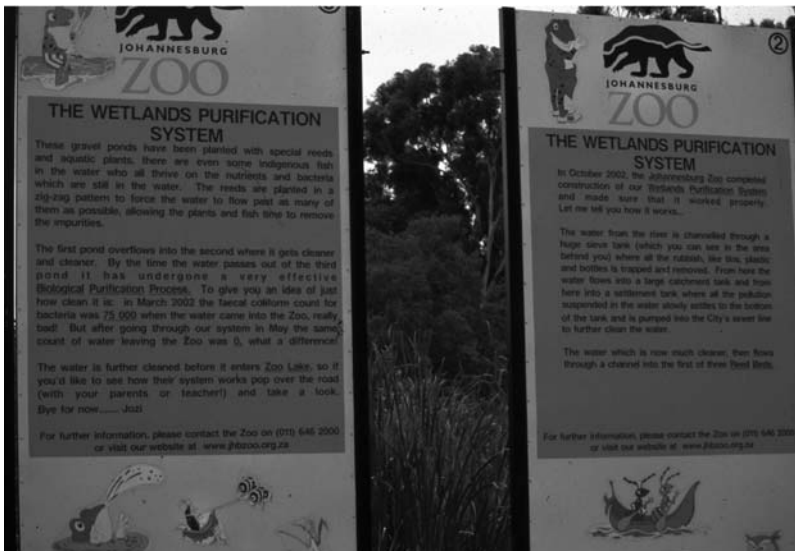 JOHANNESBURG
ZOO
THE WETLANDS PURIFICATION
SYSTEM
These gravel ponds have been planted with special reeds
and aquatic plants, there are even some indigenous fish
in the water who all thrive on the nutrients and bacteria
which are still in the water. The reeds are planted in a
zig-zag pattern to force the water to flow past as many of
them as possible, allowing the plants and fish time to remove
the impurities.
The first pond overflows into the second where it gets cleaner
and cleaner. By the time the water passes out of the third
pond it has undergone a very effective
Biological Purification Process. To give you an idea of just
how clean it is: in March 2002 the faecal coliform count for
bacteria was 75 000 when the water came into the Zoo, really
bad! But after going through our system in May the same
count of water leaving the Zoo was 0, what a difference!
The water is further cleaned before it enters Zoo Lake, so if
you'd like to see how their system works pop over the road
(with your parents or teacher!) and take a look.
Bye for now...... Jozi
For further information, please contact the Zoo on (011) 646 2000
or visit our website at www.jhbzoo.org.za
2
JOHANNESBURG
ZOO
THE WETLANDS PURIFICATION
SYSTEM
In October 2002, the Johannesburg Zoo completed
construction of our Wetlands Purification System
and made sure that it worked properly.
Let me tell you how it works...
The water from the river is channelled through a
huge sieve tank (which you can see in the area
behind you) where all the rubbish, like tins, plastic
and bottles is trapped and removed. From here the
water flows into a large catchment tank and from
here into a settlement tank where all the pollution
suspended in the water slowly settles to the bottom
of the tank and is pumped into the City's sewer line
to further clean the water.
The water which is now much cleaner, then flows
through a channel into the first of three Reed Beds.
For further information, please contact the Zoo on (011) 646 2000
or visit our website at www.jhbzoo.org.za